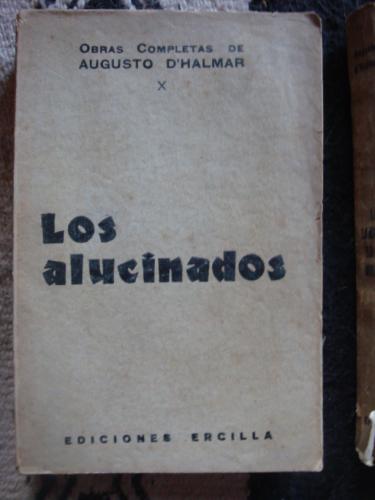 OBRAS COMPLETAS DE
AUGUSTO D'HALMAR
X
Los
alucinados
EDICIONES ERCILLA